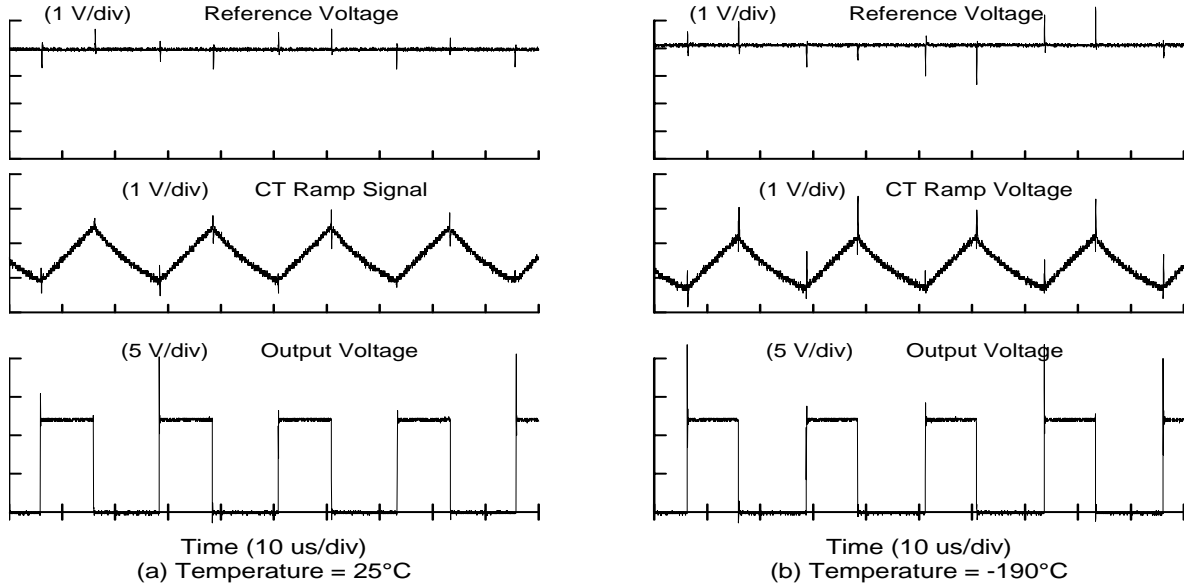 (1 V/div) Reference Voltage
(1 V/div) CT Ramp Signal
(5 V/div) Output Voltage
Time (10 us/div)
(a) Temperature = 25°C
(1 V/div) Reference Voltage
(1 V/div) CT Ramp Voltage
(5 V/div) Output Voltage
Time (10 us/div)
(b) Temperature = -190°C